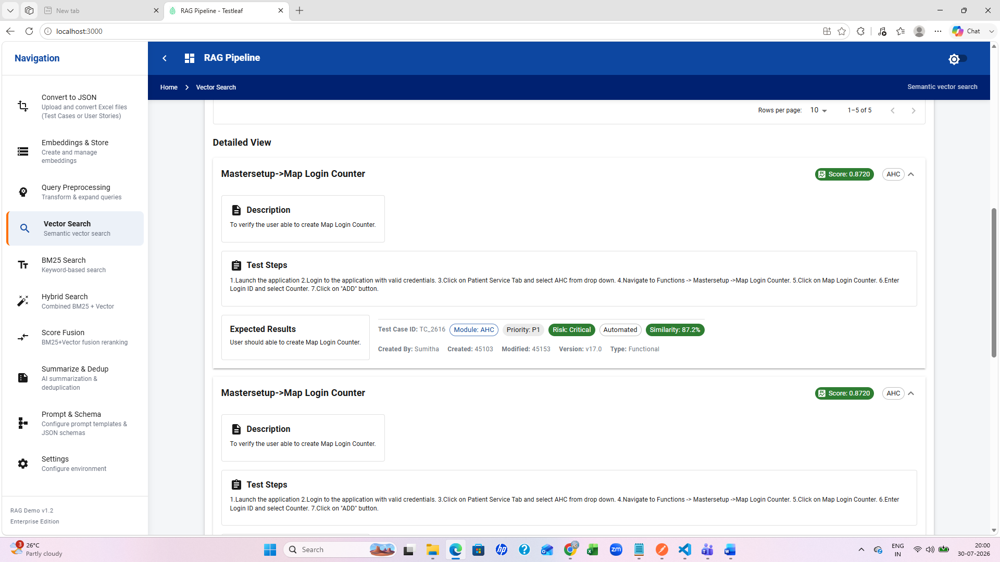 New tab
RAG Pipeline - Testleaf
localhost:3000
Chat
Navigation
Convert to JSON
Upload and convert Excel files
(Test Cases or User Stories)
Embeddings & Store
Create and manage
embeddings
Query Preprocessing
Transform & expand queries
Vector Search
Semantic vector search
BM25 Search
Keyword-based search
Hybrid Search
Combined BM25 + Vector
Score Fusion
BM25+Vector fusion reranking
Summarize & Dedup
AI summarization &
deduplication
Prompt & Schema
Configure prompt templates &
JSON schemas
Settings
Configure environment
RAG Demo v1.2
Enterprise Edition
RAG Pipeline
Home
Vector Search
Semantic vector search
Rows per page: 10 1–5 of 5
Detailed View
Mastersetup->Map Login Counter
Score: 0.8720
AHC
Description
To verify the user able to create Map Login Counter.
Test Steps
1.Launch the application 2.Login to the application with valid credentials. 3.Click on Patient Service Tab and select AHC from drop down. 4.Navigate to Functions -> Mastersetup ->Map Login Counter. 5.Click on Map Login Counter. 6.Enter
Login ID and select Counter. 7.Click on "ADD" button.
Expected Results
User should able to create Map Login Counter.
Test Case ID: TC_2616 Module: AHC Priority: P1 Risk: Critical Automated Similarity: 87.2%
Created By: Sumitha Created: 45103 Modified: 45153 Version: v17.0 Type: Functional
Mastersetup->Map Login Counter
Score: 0.8720
AHC
Description
To verify the user able to create Map Login Counter.
Test Steps
1.Launch the application 2.Login to the application with valid credentials. 3.Click on Patient Service Tab and select AHC from drop down. 4.Navigate to Functions -> Mastersetup ->Map Login Counter. 5.Click on Map Login Counter. 6.Enter
Login ID and select Counter. 7.Click on "ADD" button.
3
26°C
Partly cloudy
Search
hp
zm
ENG
IN
20:00
30-07-2026